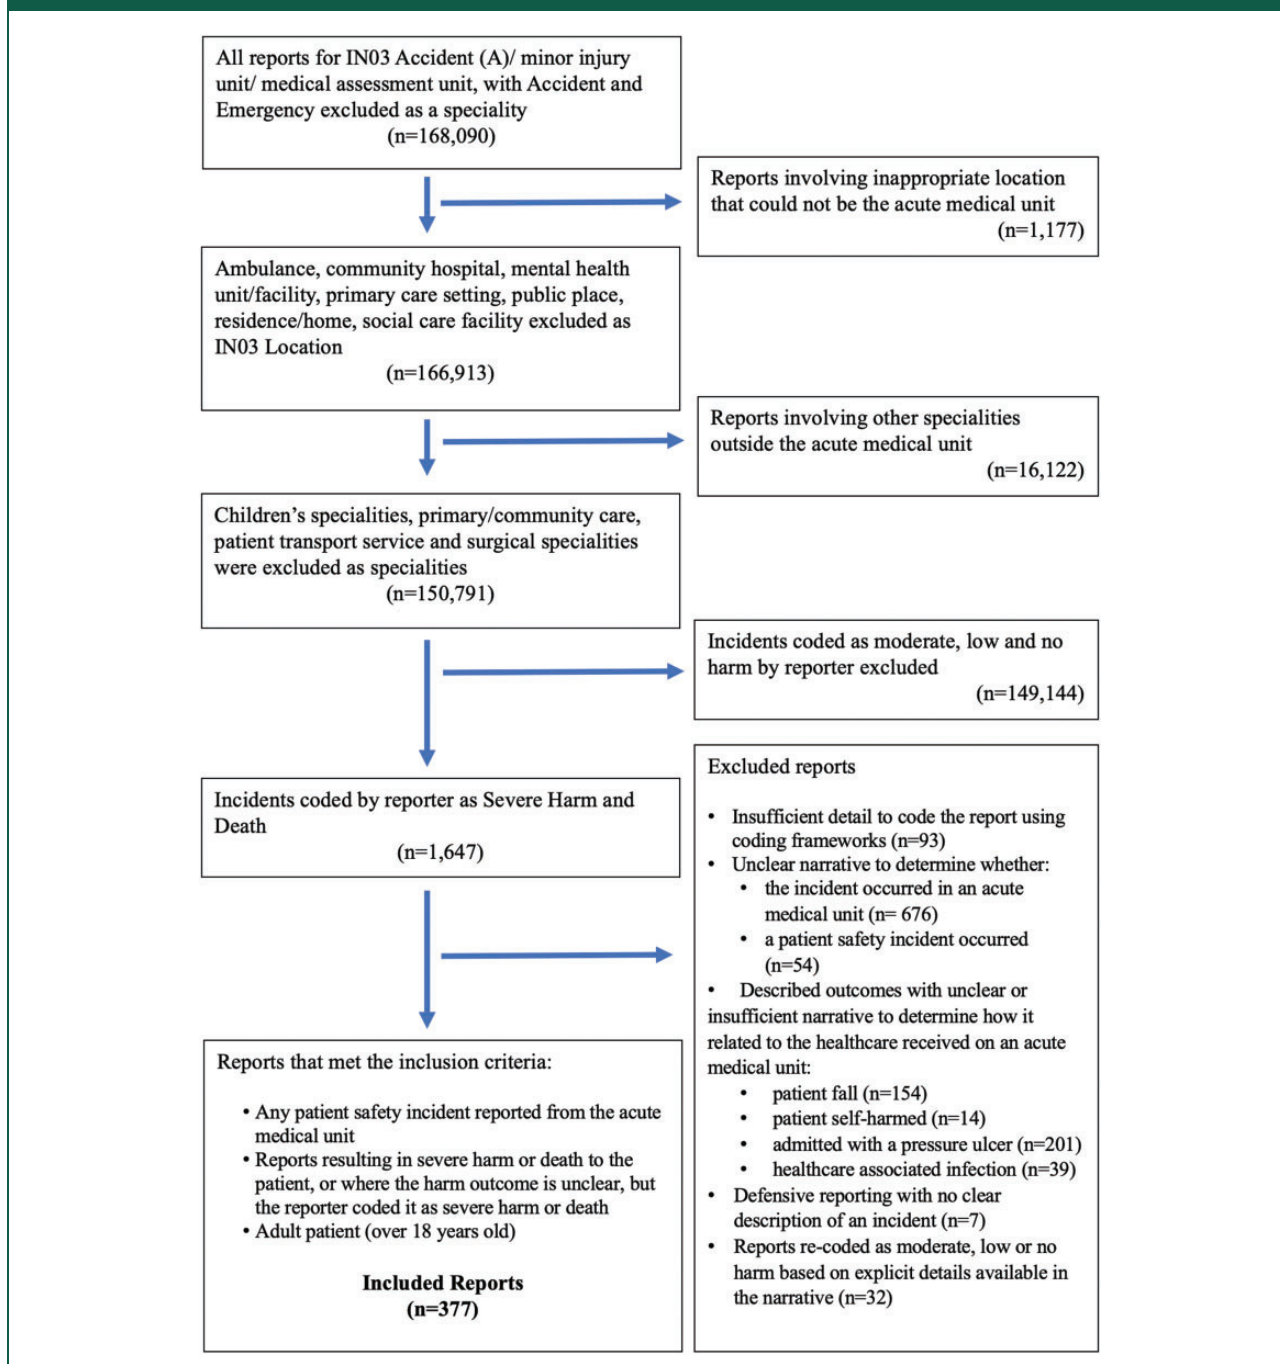 All reports for IN03 Accident (A)/ minor injury
unit/ medical assessment unit, with Accident and
Emergency excluded as a speciality
(n=168,090)
Reports involving inappropriate location
that could not be the acute medical unit
(n=1,177)
Ambulance, community hospital, mental health
unit/facility, primary care setting, public place,
residence/home, social care facility excluded as
IN03 Location
(n=166,913)
Reports involving other specialities
outside the acute medical unit
(n=16,122)
Children’s specialities, primary/community care,
patient transport service and surgical specialities
were excluded as specialities
(n=150,791)
Incidents coded as moderate, low and no
harm by reporter excluded
(n=149,144)
Incidents coded by reporter as Severe Harm and
Death
(n=1,647)
Excluded reports
• Insufficient detail to code the report using
coding frameworks (n=93)
• Unclear narrative to determine whether:
• the incident occurred in an acute
medical unit (n= 676)
• a patient safety incident occurred
(n=54)
• Described outcomes with unclear or
insufficient narrative to determine how it
related to the healthcare received on an acute
medical unit:
• patient fall (n=154)
• patient self-harmed (n=14)
• admitted with a pressure ulcer (n=201)
• healthcare associated infection (n=39)
• Defensive reporting with no clear
description of an incident (n=7)
• Reports re-coded as moderate, low or no
harm based on explicit details available in
the narrative (n=32)
Reports that met the inclusion criteria:
• Any patient safety incident reported from the acute
medical unit
• Reports resulting in severe harm or death to the
patient, or where the harm outcome is unclear, but
the reporter coded it as severe harm or death
• Adult patient (over 18 years old)
Included Reports
(n=377)